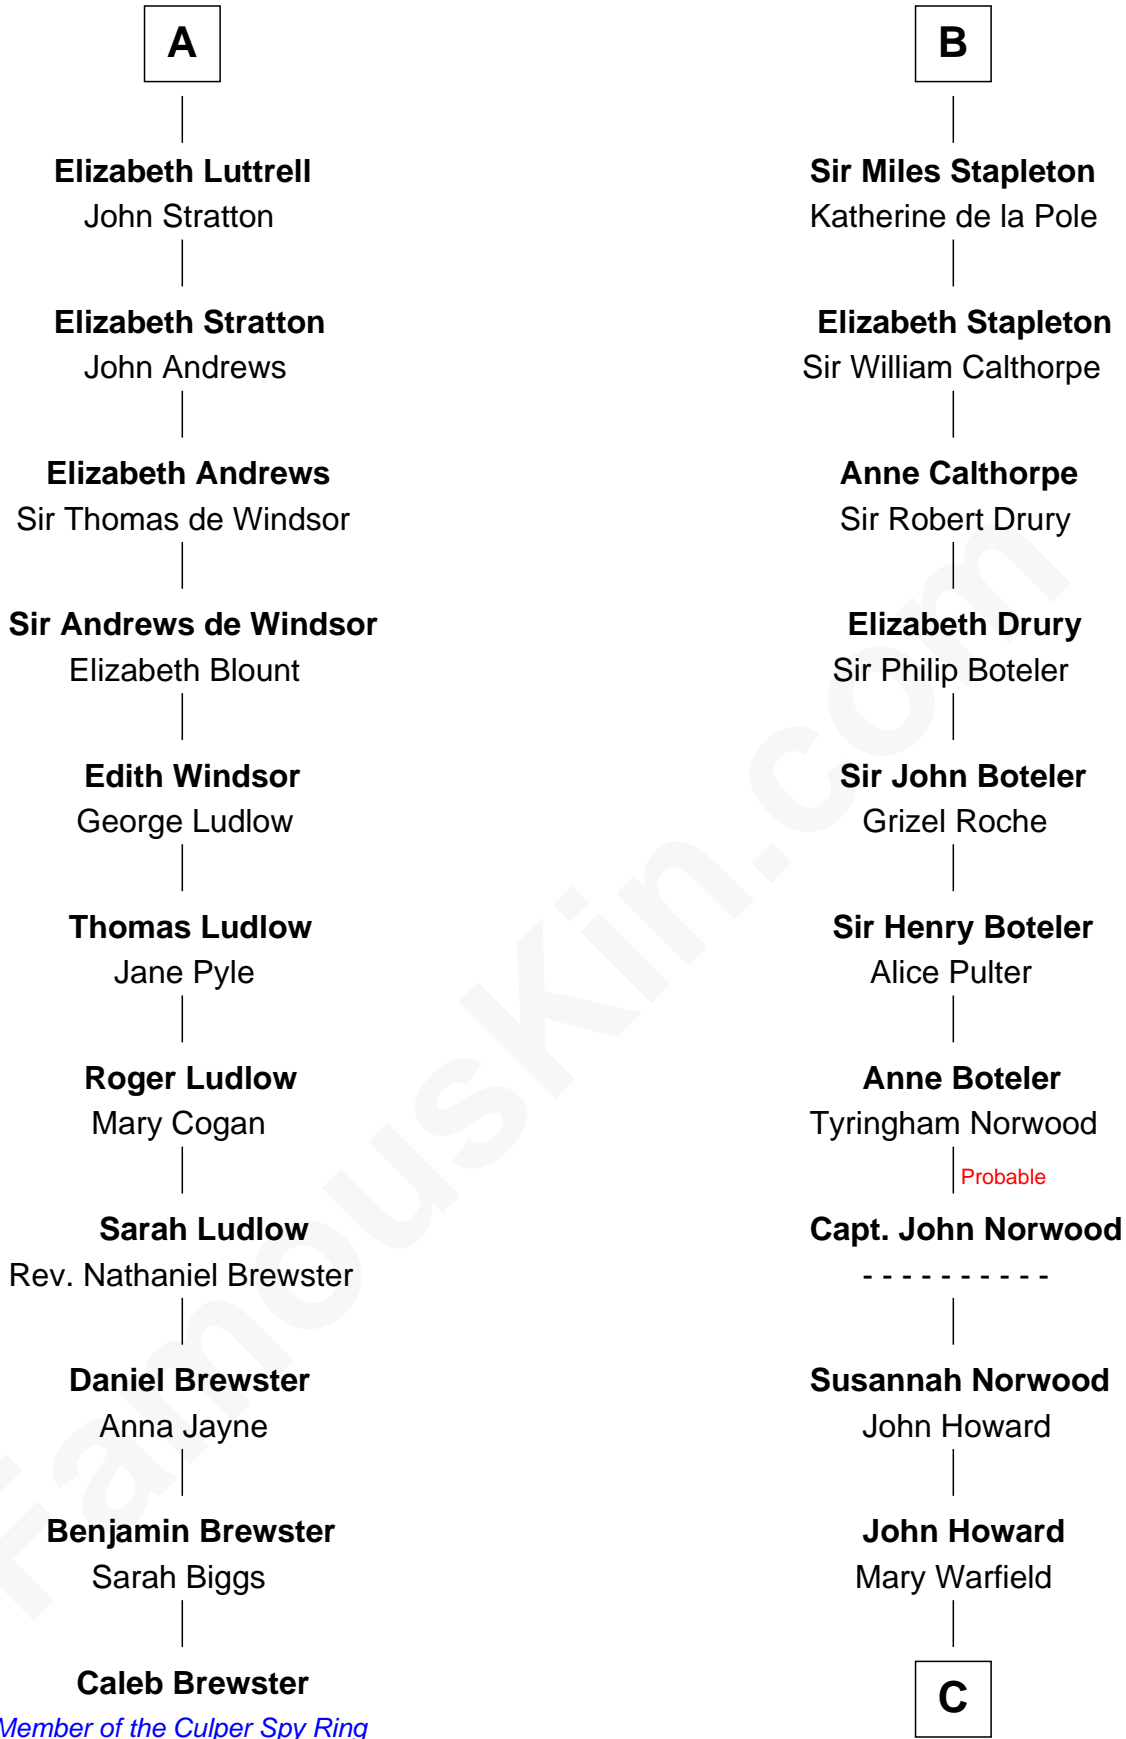 A
Elizabeth Luttrell
John Stratton
Elizabeth Stratton
John Andrews
Elizabeth Andrews
Sir Thomas de Windsor
Sir Andrews de Windsor
Elizabeth Blount
Edith Windsor
George Ludlow
Thomas Ludlow
Jane Pyle
Roger Ludlow
Mary Cogan
Sarah Ludlow
Rev. Nathaniel Brewster
Daniel Brewster
Anna Jayne
Benjamin Brewster
Sarah Biggs
Caleb Brewster
Member of the Culper Spy Ring
B
Sir Miles Stapleton
Katherine de la Pole
Elizabeth Stapleton
Sir William Calthorpe
Anne Calthorpe
Sir Robert Drury
Elizabeth Drury
Sir Philip Boteler
Sir John Boteler
Grizel Roche
Sir Henry Boteler
Alice Pulter
Anne Boteler
Tyringham Norwood
Probable
Capt. John Norwood
- - - - - - - - - -
Susannah Norwood
John Howard
John Howard
Mary Warfield
C
FamousKin.com